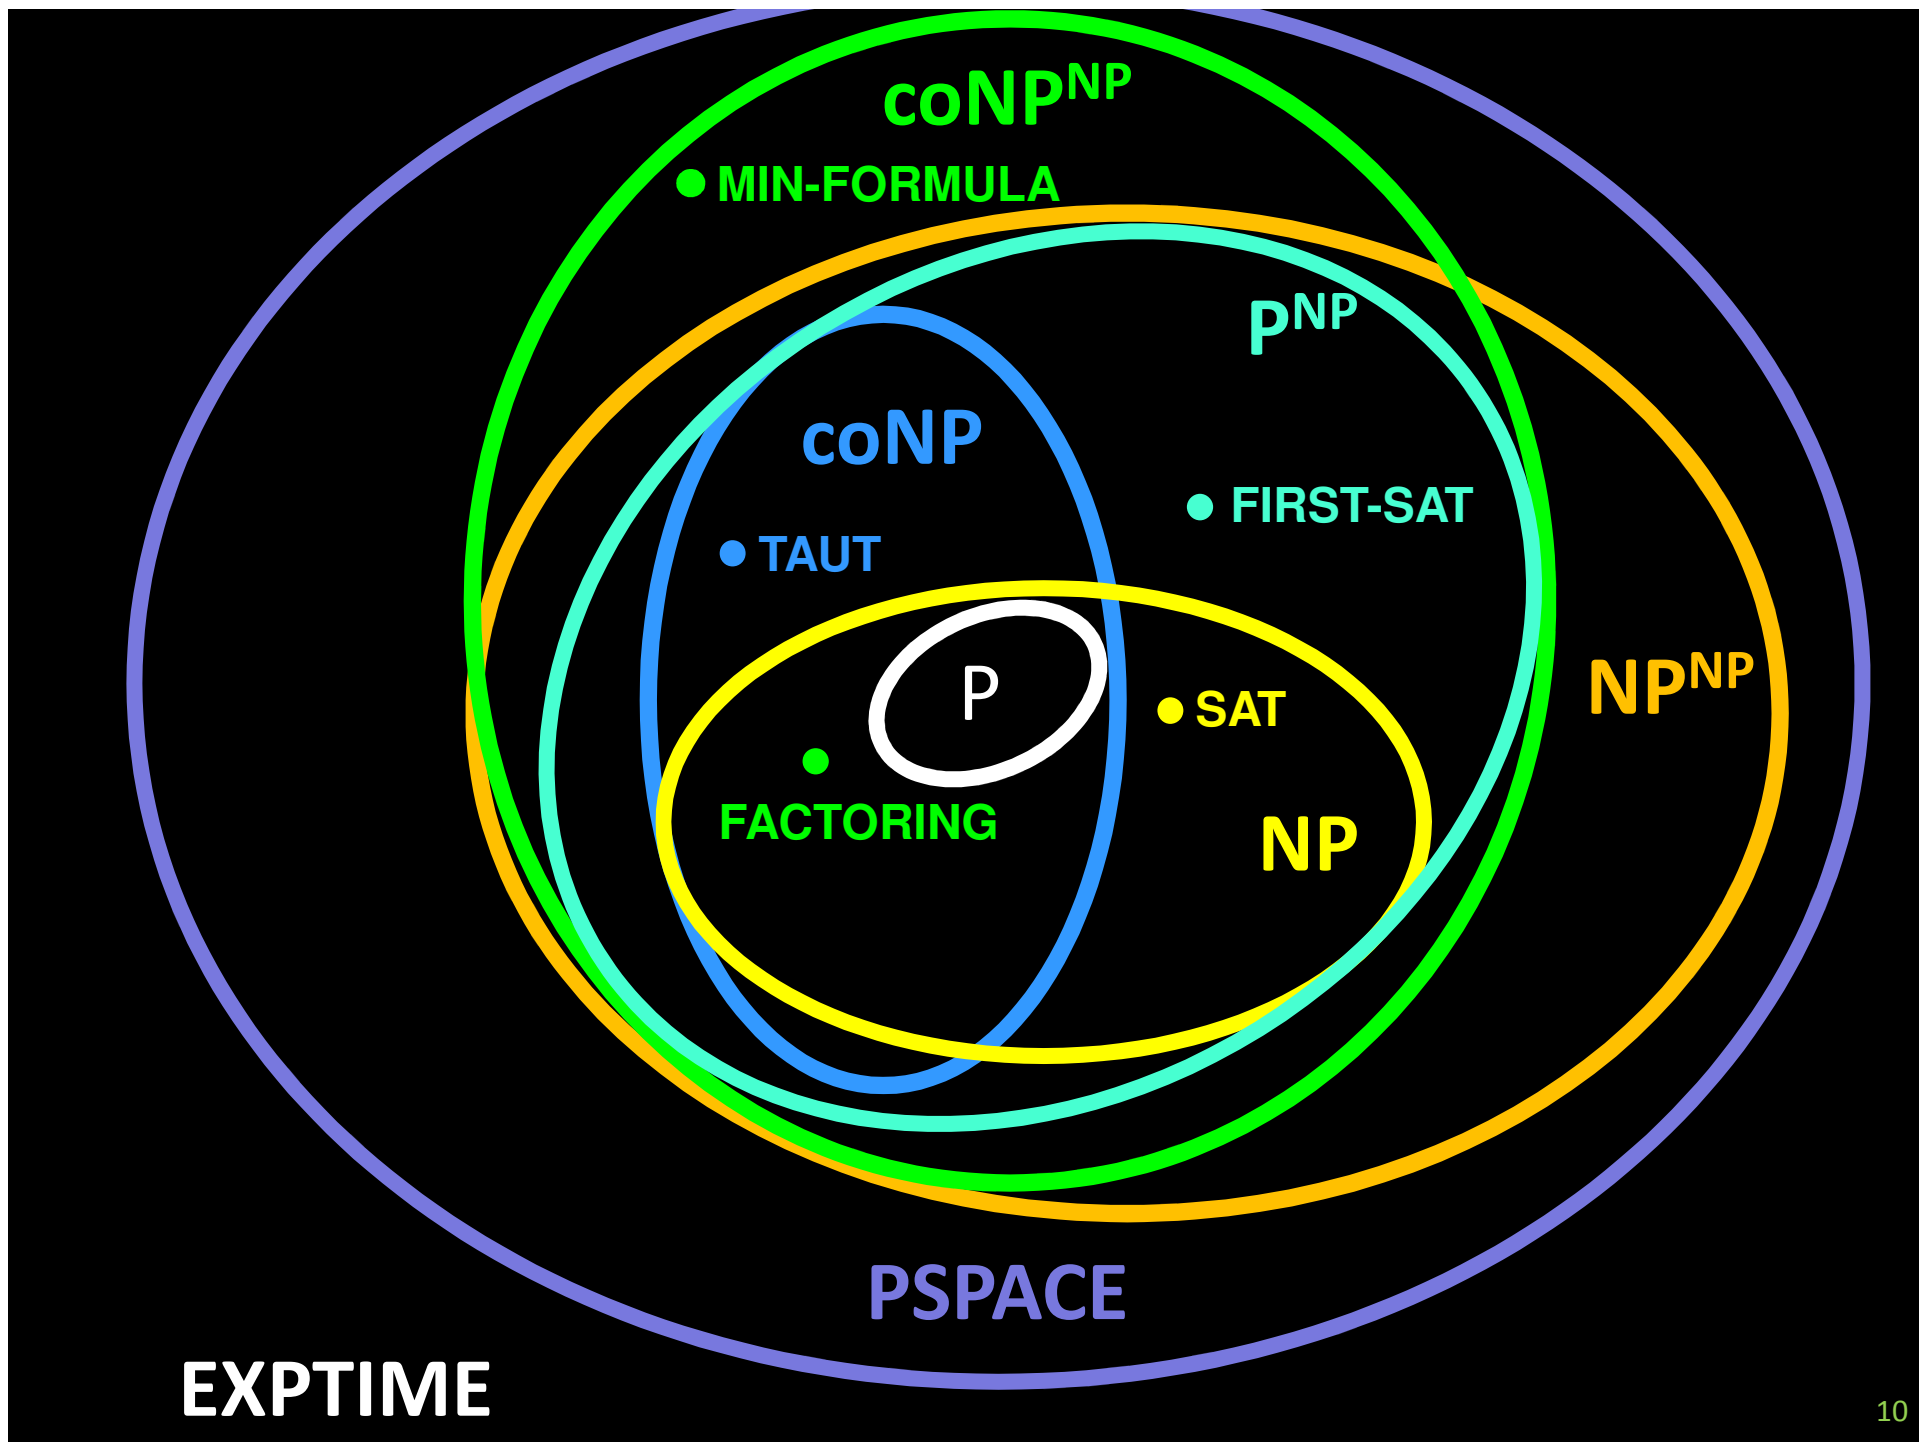 coNP^NP
MIN-FORMULA
P^NP
coNP
FIRST-SAT
TAUT
NP^NP
P
SAT
FACTORING
NP
PSPACE
EXPTIME
10